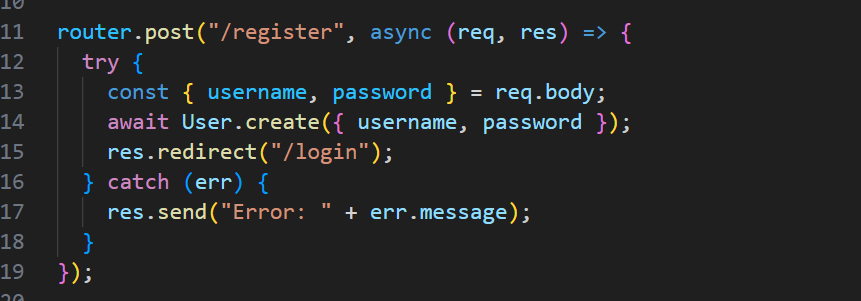 10
11 router.post("/register", async (req, res) => {
12 try {
13 const { username, password } = req.body;
14 await User.create({ username, password });
15 res.redirect("/login");
16 } catch (err) {
17 res.send("Error: " + err.message);
18 }
19 });
20